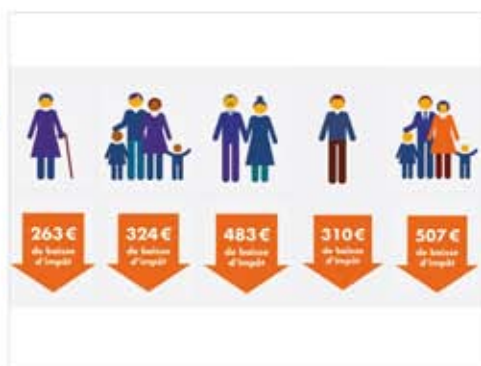 263 €
de baisse
d'impôt
324 €
de baisse
d'impôt
483 €
de baisse
d'impôt
310 €
de baisse
d'impôt
507 €
de baisse
d'impôt